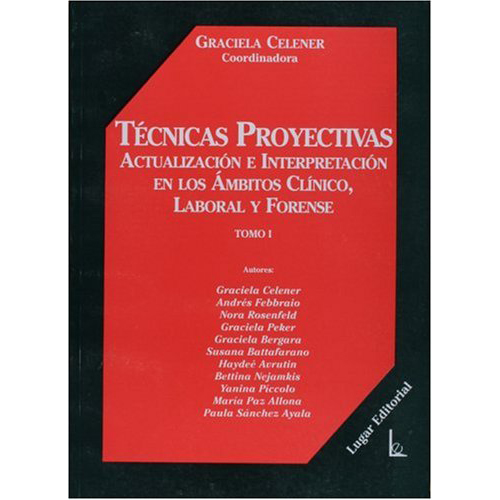 GRACIELA CELENER
Coordinadora
TÉCNICAS PROYECTIVAS
ACTUALIZACIÓN E INTERPRETACIÓN
EN LOS ÁMBITOS CLÍNICO,
LABORAL Y FORENSE
TOMO I
Autores:
Graciela Celener
Andrés Febbraio
Nora Rosenfeld
Graciela Peker
Graciela Bergara
Susana Battafarano
Haydeé Avrutin
Bettina Nejamkis
Yanina Piccolo
María Paz Allona
Paula Sánchez Ayala
Lugar Editorial
Le